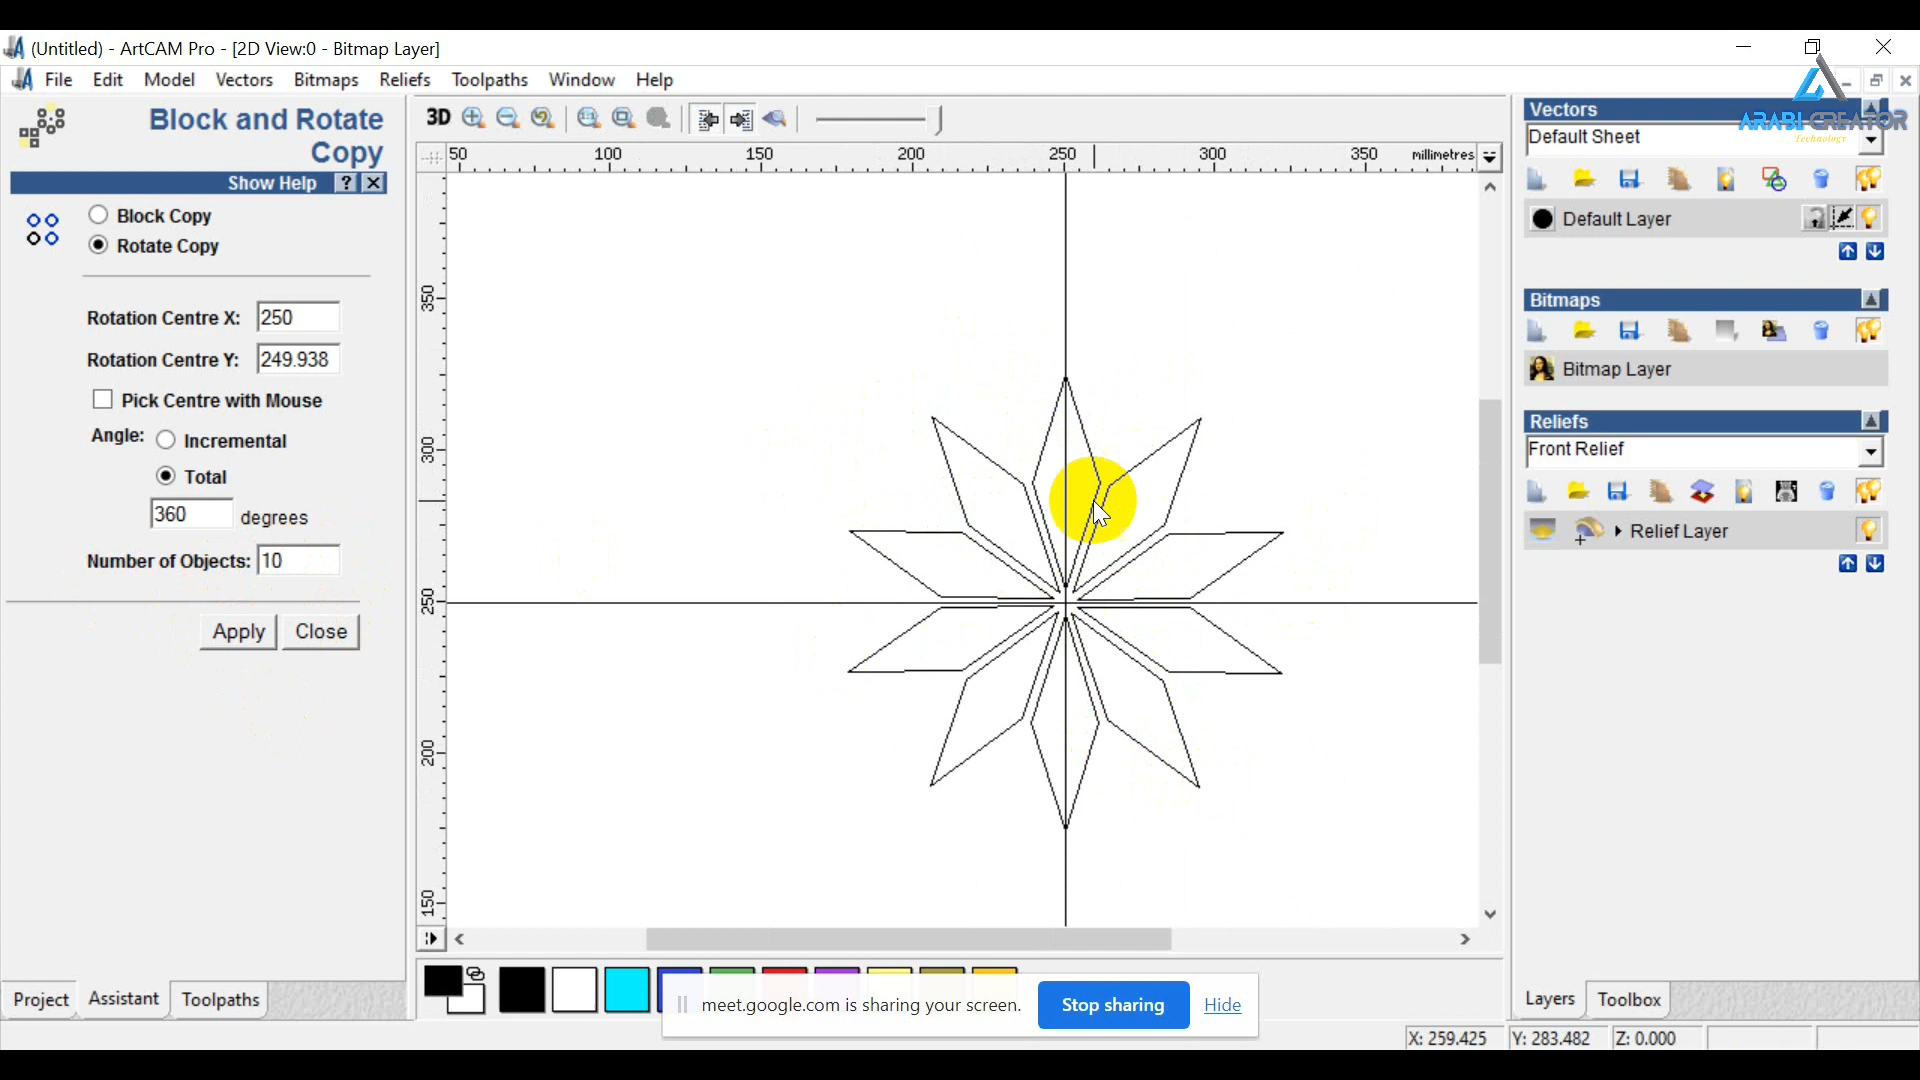 (Untitled) - ArtCAM Pro - [2D View:0 - Bitmap Layer]
File Edit Model Vectors Bitmaps Reliefs Toolpaths Window Help
ARABI CREATOR
Technology
Block and Rotate
Copy
Show Help ?
Block Copy
Rotate Copy
Rotation Centre X: 250
Rotation Centre Y: 249.938
Pick Centre with Mouse
Angle: Incremental
Total
360 degrees
Number of Objects: 10
Apply Close
Project Assistant Toolpaths
3D
50 100 150 200 250 300 350 millimetres
350
300
250
200
150
Vectors
Default Sheet
Default Layer
Bitmaps
Bitmap Layer
Reliefs
Front Relief
Relief Layer
Layers Toolbox
meet.google.com is sharing your screen. Stop sharing Hide
X: 259.425 Y: 283.482 Z: 0.000